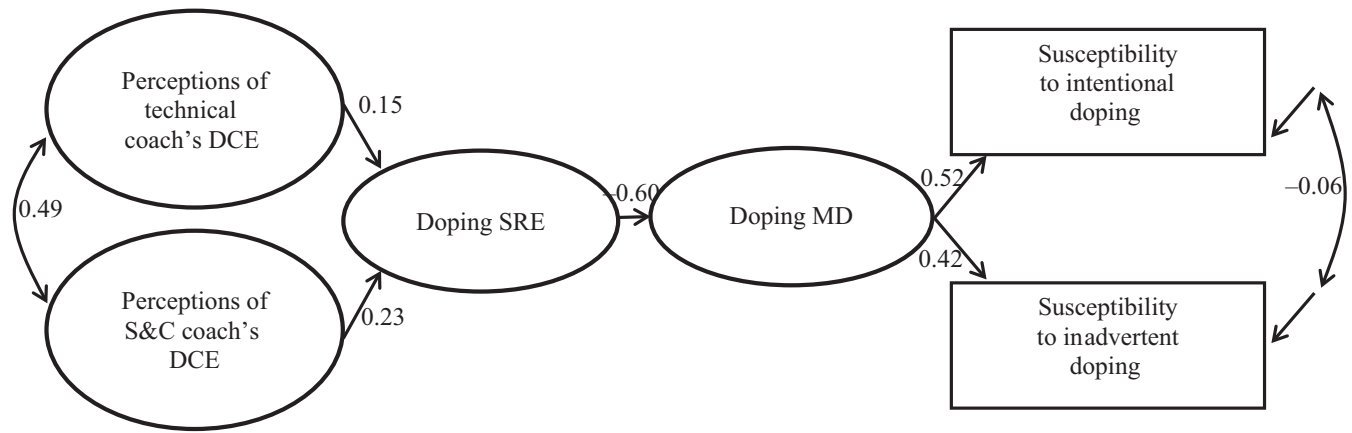 Perceptions of
technical
coach's DCE
0.15
0.49
Perceptions of
S&C coach's
DCE
0.23
Doping SRE
–0.60
Doping MD
0.52
0.42
Susceptibility
to intentional
doping
–0.06
Susceptibility
to inadvertent
doping